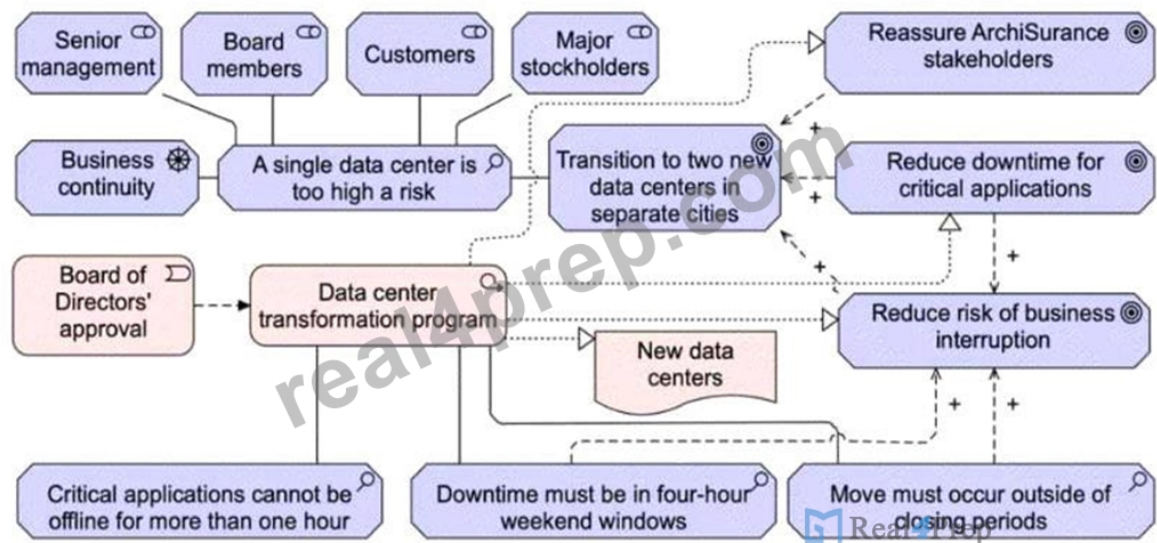 Senior
management
Board
members
Customers
Major
stockholders
Reassure ArchiSurance
stakeholders
Business
continuity
A single data center is
too high a risk
Transition to two new
data centers in
separate cities
+
Reduce downtime for
critical applications
+
+
+
Board of
Directors'
approval
Data center
transformation program
Reduce risk of business
interruption
New data
centers
+
+
Critical applications cannot be
offline for more than one hour
Downtime must be in four-hour
weekend windows
Move must occur outside of
closing periods
real4prep.com
Real4Prep